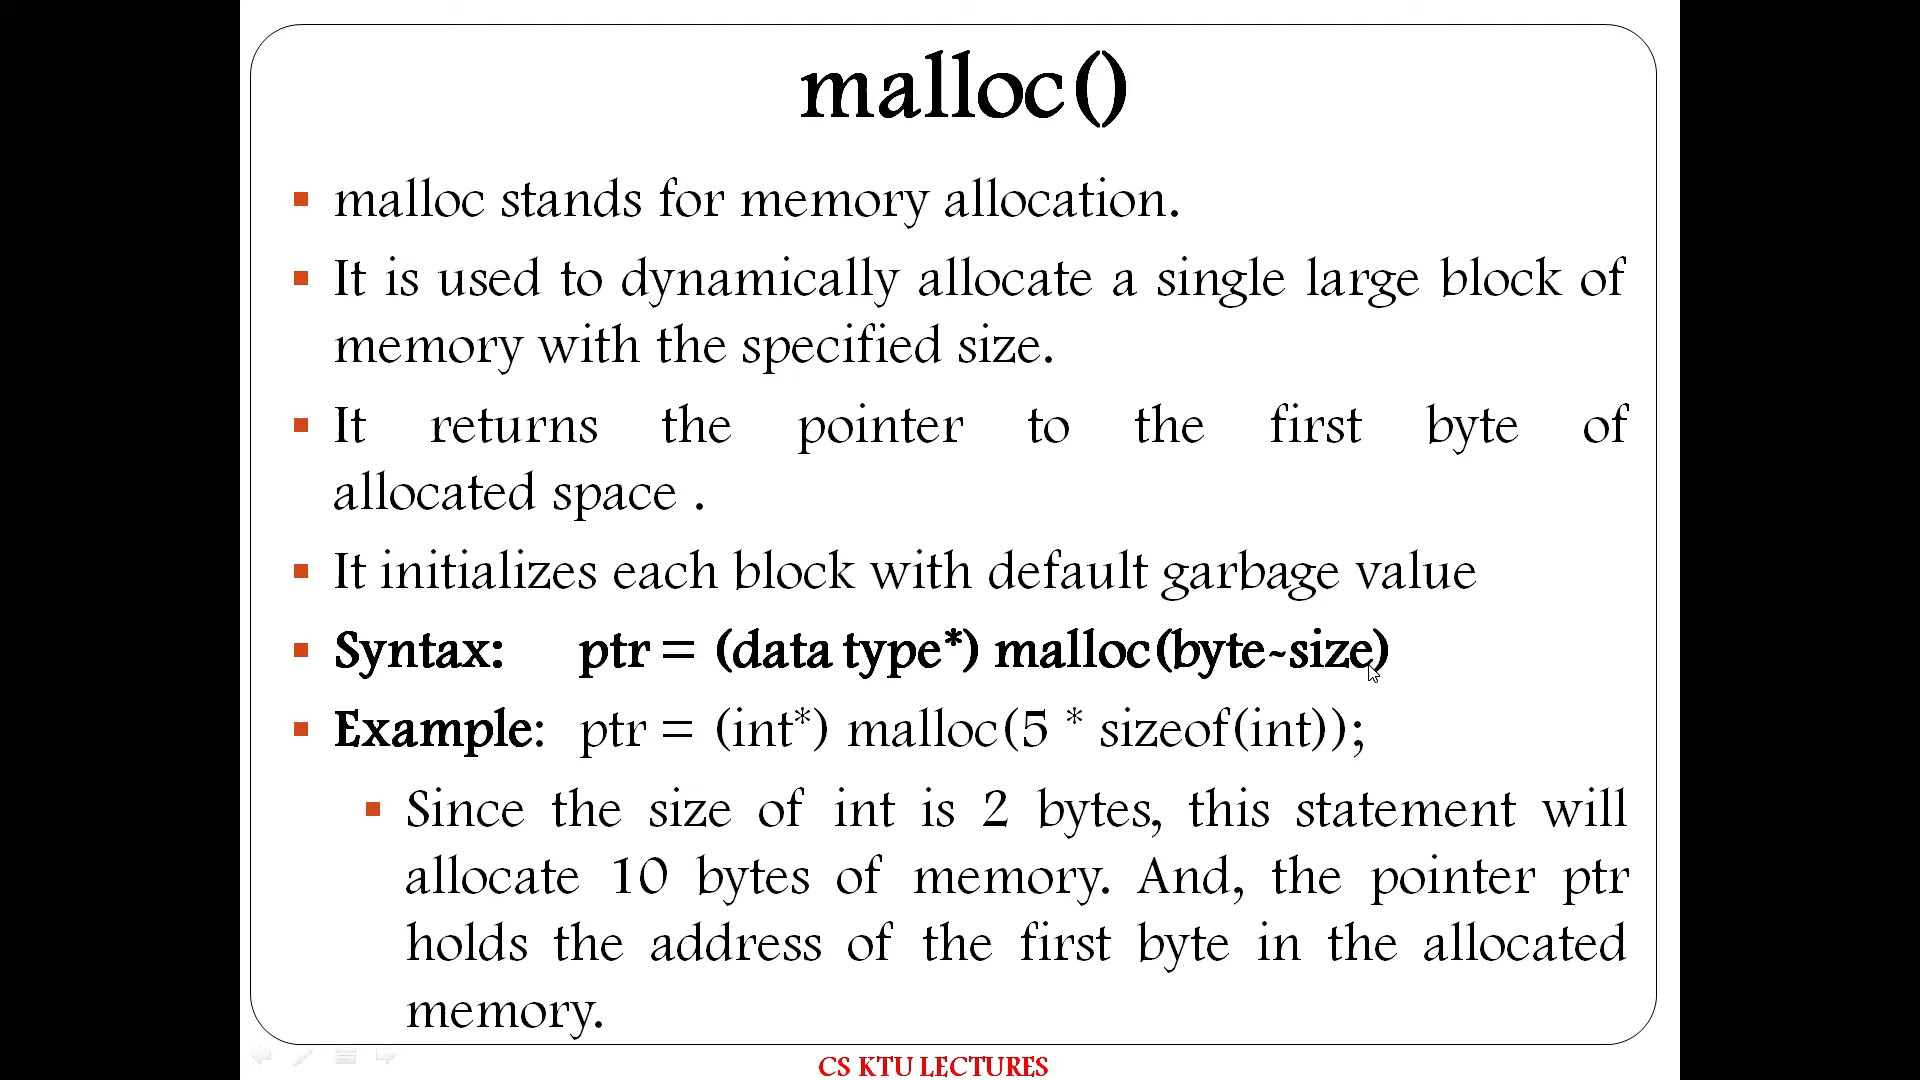 malloc()
malloc stands for memory allocation.
It is used to dynamically allocate a single large block of
memory with the specified size.
It returns the pointer to the first byte of
allocated space .
It initializes each block with default garbage value
Syntax: ptr = (data type*) malloc(byte-size)
Example: ptr = (int*) malloc(5 * sizeof(int));
Since the size of int is 2 bytes, this statement will
allocate 10 bytes of memory. And, the pointer ptr
holds the address of the first byte in the allocated
memory.
CS KTU LECTURES